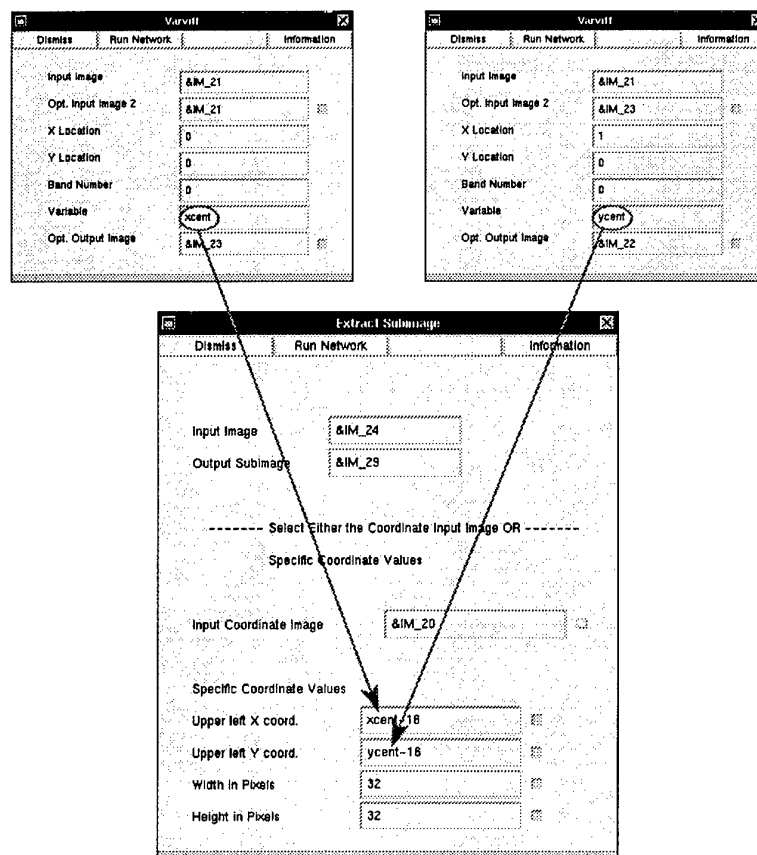 Varviff
Dismiss Run Network Information
Input Image &IM_21
Opt. Input Image 2 &IM_21
X Location 0
Y Location 0
Band Number 0
Variable xcent
Opt. Output Image &IM_23
Varviff
Dismiss Run Network Information
Input Image &IM_21
Opt. Input Image 2 &IM_23
X Location 1
Y Location 0
Band Number 0
Variable ycent
Opt. Output Image &IM_22
Extract Subimage
Dismiss Run Network Information
Input Image &IM_24
Output Subimage &IM_29
------- Select Either the Coordinate Input Image OR -------
Specific Coordinate Values
Input Coordinate Image &IM_20
Specific Coordinate Values
Upper left X coord. xcent-16
Upper left Y coord. ycent-16
Width in Pixels 32
Height in Pixels 32